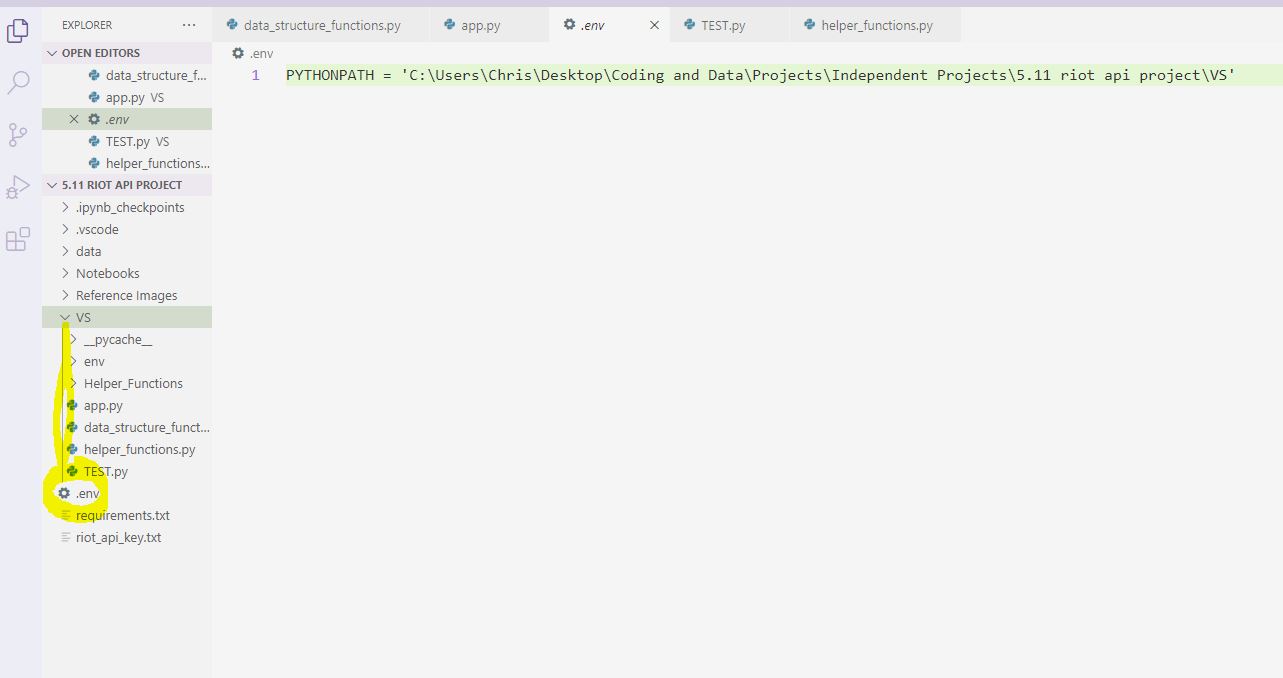 EXPLORER ...
OPEN EDITORS
data_structure_f...
app.py VS
.env
TEST.py VS
helper_functions...
5.11 RIOT API PROJECT
.ipynb_checkpoints
.vscode
data
Notebooks
Reference Images
VS
__pycache__
env
Helper_Functions
app.py
data_structure_funct...
helper_functions.py
TEST.py
.env
requirements.txt
riot_api_key.txt
data_structure_functions.py app.py .env TEST.py helper_functions.py
.env
1 PYTHONPATH = 'C:\Users\Chris\Desktop\Coding and Data\Projects\Independent Projects\5.11 riot api project\VS'